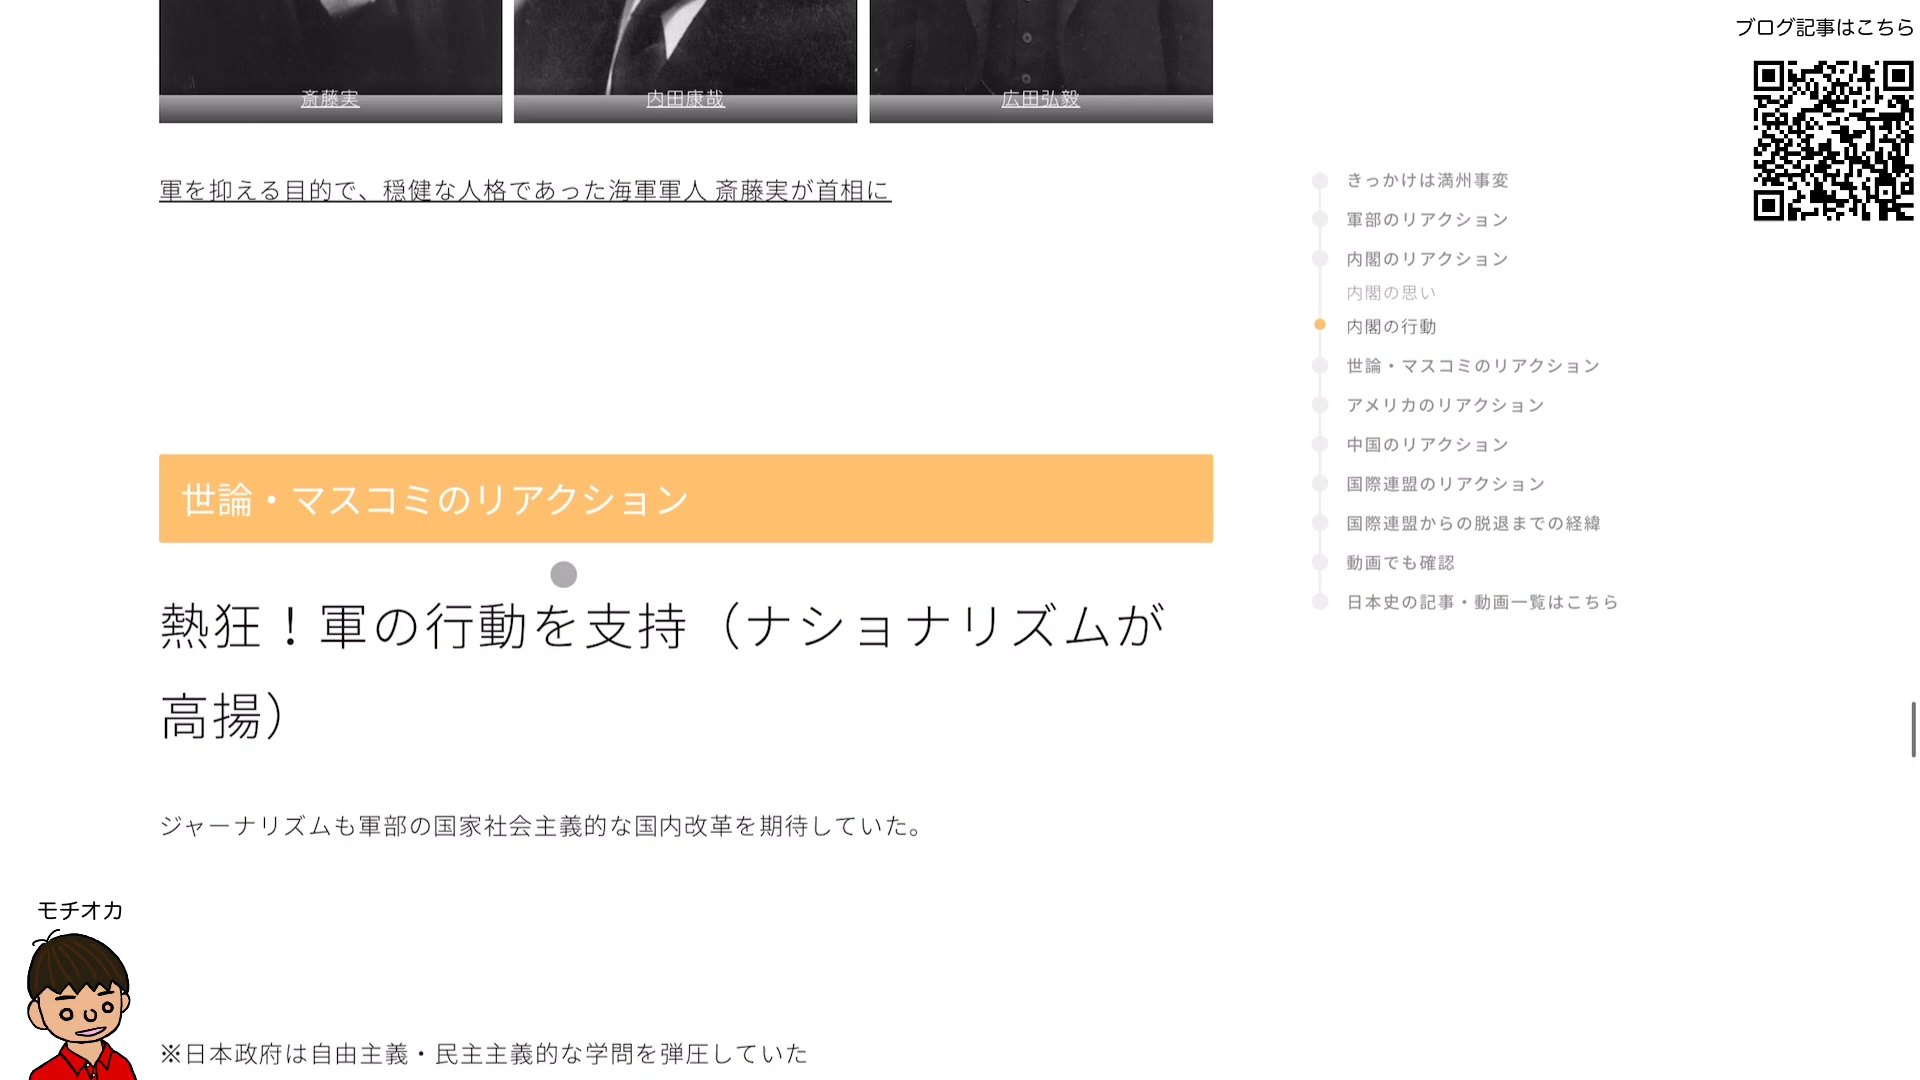 ブログ記事はこちら
斎藤実
内田康哉
広田弘毅
軍を抑える目的で、穏健な人格であった海軍軍人 斎藤実が首相に
世論・マスコミのリアクション
熱狂！軍の行動を支持（ナショナリズムが
高揚）
ジャーナリズムも軍部の国家社会主義的な国内改革を期待していた。
※日本政府は自由主義・民主主義的な学問を弾圧していた
きっかけは満州事変
軍部のリアクション
内閣のリアクション
内閣の思い
内閣の行動
世論・マスコミのリアクション
アメリカのリアクション
中国のリアクション
国際連盟のリアクション
国際連盟からの脱退までの経緯
動画でも確認
日本史の記事・動画一覧はこちら
モチオカ